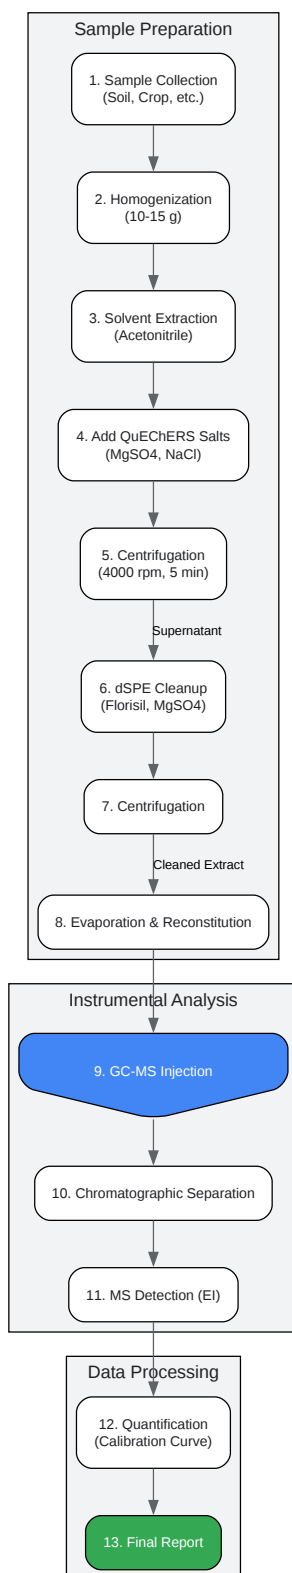 Sample Preparation
1. Sample Collection
(Soil, Crop, etc.)
2. Homogenization
(10-15 g)
3. Solvent Extraction
(Acetonitrile)
4. Add QuEChERS Salts
(MgSO4, NaCl)
5. Centrifugation
(4000 rpm, 5 min)
Supernatant
6. dSPE Cleanup
(Florisil, MgSO4)
7. Centrifugation
Cleaned Extract
8. Evaporation & Reconstitution
Instrumental Analysis
9. GC-MS Injection
10. Chromatographic Separation
11. MS Detection (EI)
Data Processing
12. Quantification
(Calibration Curve)
13. Final Report